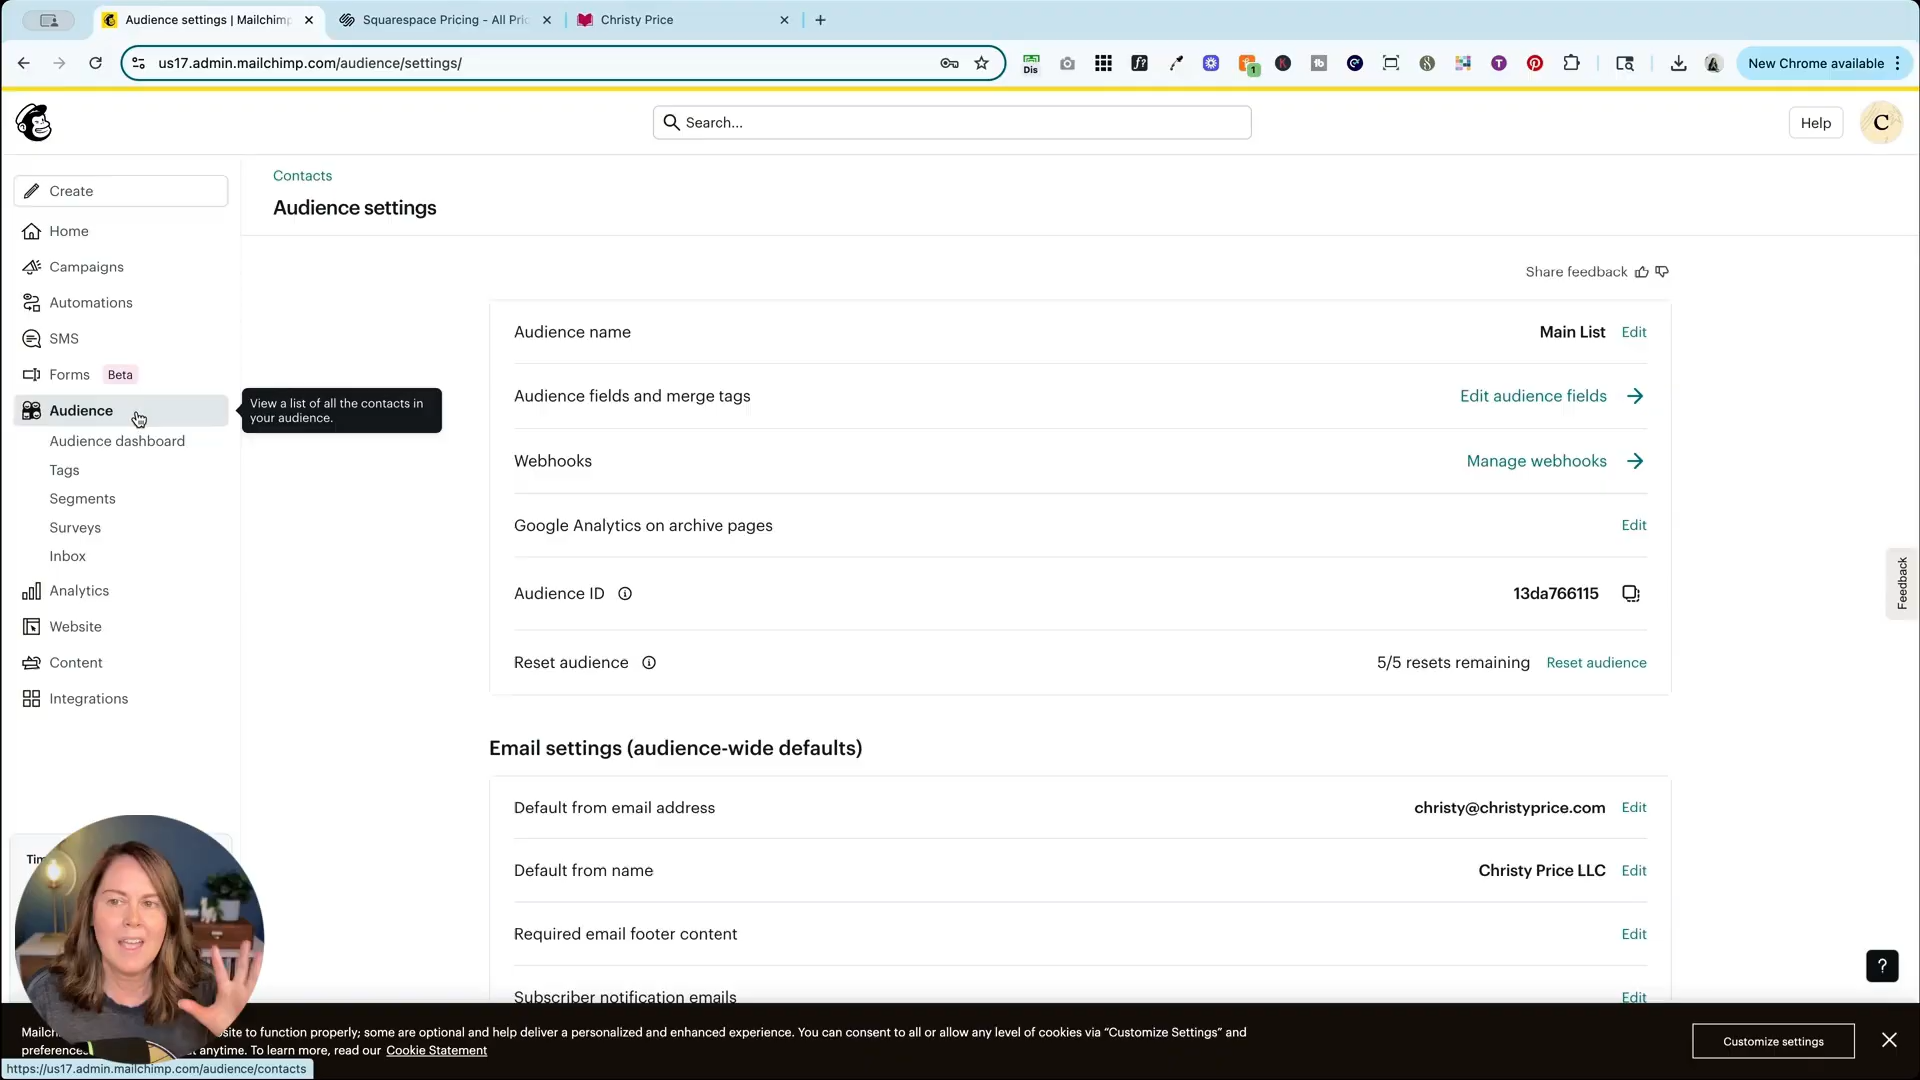 Audience settings | Mailchimp
Squarespace Pricing - All Pric
Christy Price
us17.admin.mailchimp.com/audience/settings/
Dis
New Chrome available
Search...
Help
C
Create
Home
Campaigns
Automations
SMS
Forms Beta
Audience
View a list of all the contacts in
your audience.
Audience dashboard
Tags
Segments
Surveys
Inbox
Analytics
Website
Content
Integrations
Contacts
Audience settings
Share feedback
Audience name Main List Edit
Audience fields and merge tags Edit audience fields
Webhooks Manage webhooks
Google Analytics on archive pages Edit
Audience ID 13da766115
Reset audience 5/5 resets remaining Reset audience
Feedback
Email settings (audience-wide defaults)
Default from email address christy@christyprice.com Edit
Default from name Christy Price LLC Edit
Required email footer content Edit
Subscriber notification emails Edit
?
site to function properly; some are optional and help deliver a personalized and enhanced experience. You can consent to all or allow any level of cookies via “Customize Settings” and
anytime. To learn more, read our Cookie Statement
Customize settings
https://us17.admin.mailchimp.com/audience/contacts